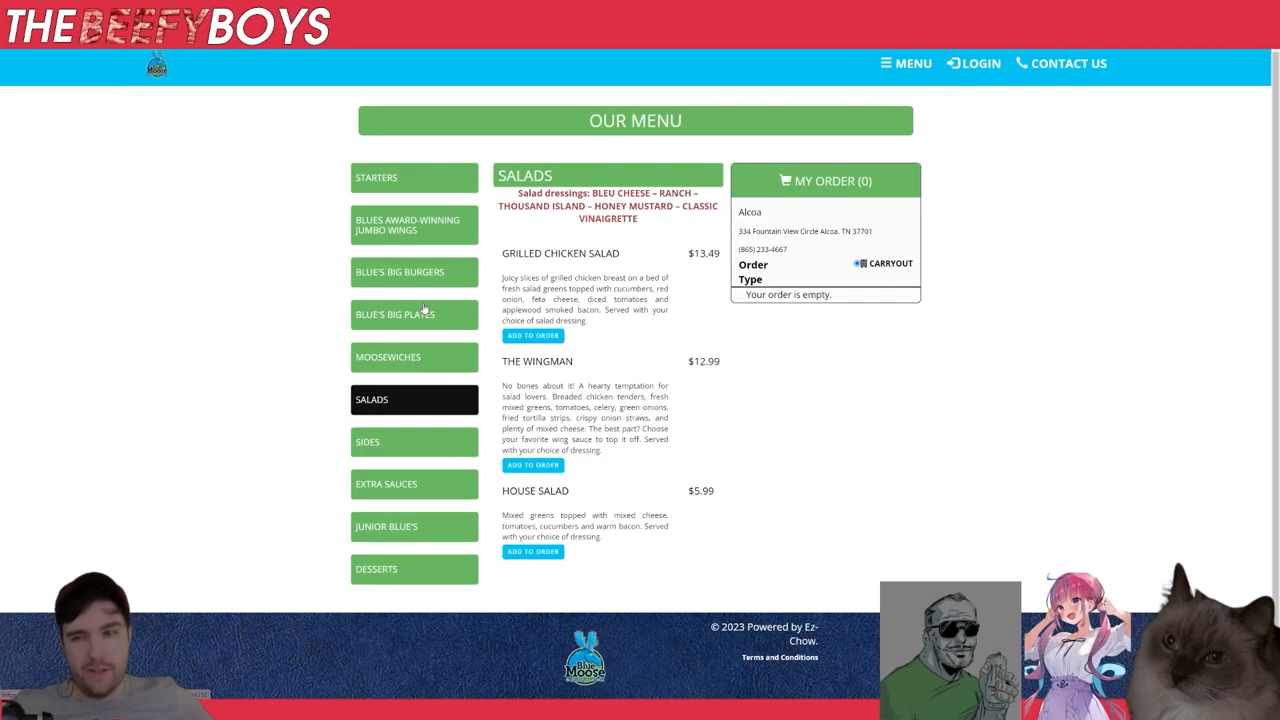 THE BEEFY BOYS
MENU
LOGIN
CONTACT US
OUR MENU
STARTERS
BLUES AWARD-WINNING
JUMBO WINGS
BLUE'S BIG BURGERS
BLUE'S BIG PLATES
MOOSEWICHES
SALADS
SIDES
EXTRA SAUCES
JUNIOR BLUE'S
DESSERTS
SALADS
Salad dressings: BLEU CHEESE – RANCH –
THOUSAND ISLAND – HONEY MUSTARD – CLASSIC
VINAIGRETTE
GRILLED CHICKEN SALAD $13.49
Juicy slices of grilled chicken breast on a bed of
fresh salad greens topped with cucumbers, red
onion, feta cheese, diced tomatoes and
applewood smoked bacon. Served with your
choice of salad dressing.
ADD TO ORDER
THE WINGMAN $12.99
No bones about it! A hearty temptation for
salad lovers. Breaded chicken tenders, fresh
mixed greens, tomatoes, celery, green onions,
fried tortilla strips, crispy onion straws, and
plenty of mixed cheese. The best part? Choose
your favorite wing sauce to top it off. Served
with your choice of dressing.
ADD TO ORDER
HOUSE SALAD $5.99
Mixed greens topped with mixed cheese,
tomatoes, cucumbers and warm bacon. Served
with your choice of dressing.
ADD TO ORDER
MY ORDER (0)
Alcoa
334 Fountain View Circle Alcoa, TN 37701
(865) 233-4667
Order
Type
CARRYOUT
Your order is empty.
Blue
Moose
© 2023 Powered by Ez-
Chow.
Terms and Conditions